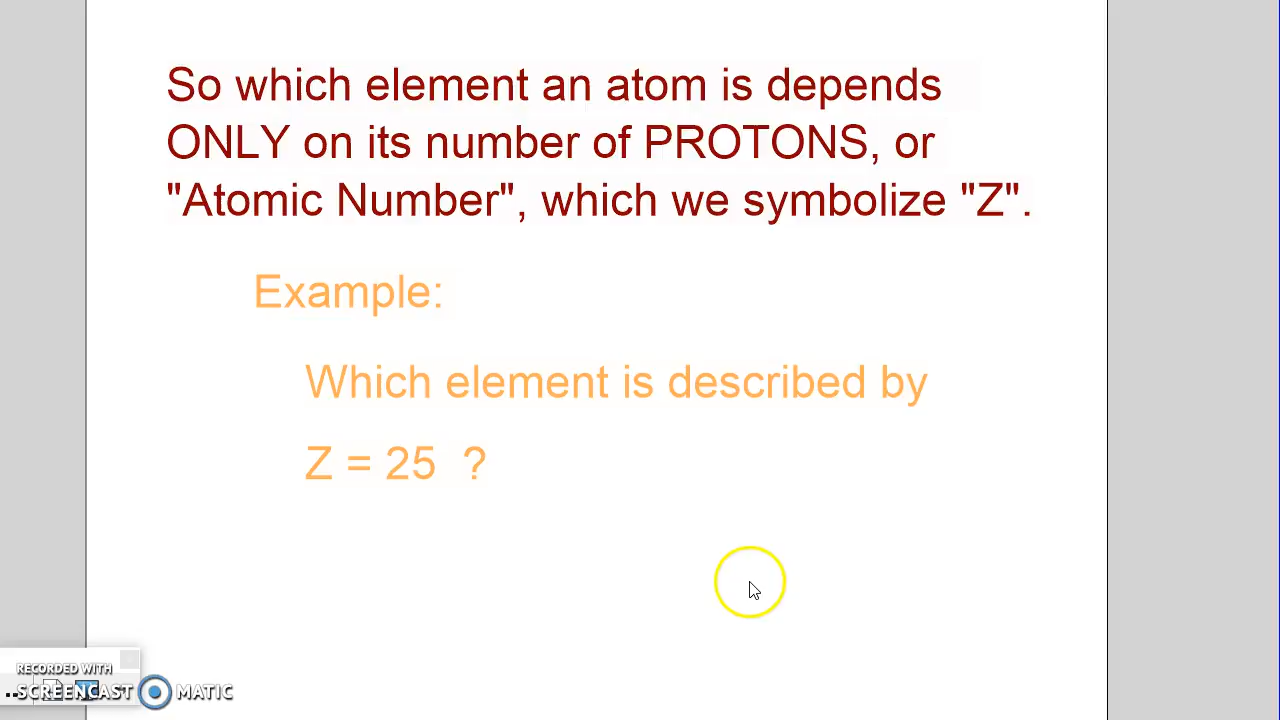 So which element an atom is depends
ONLY on its number of PROTONS, or
"Atomic Number", which we symbolize "Z".
Example:
Which element is described by
Z = 25 ?
RECORDED WITH
SCREENCAST MATIC